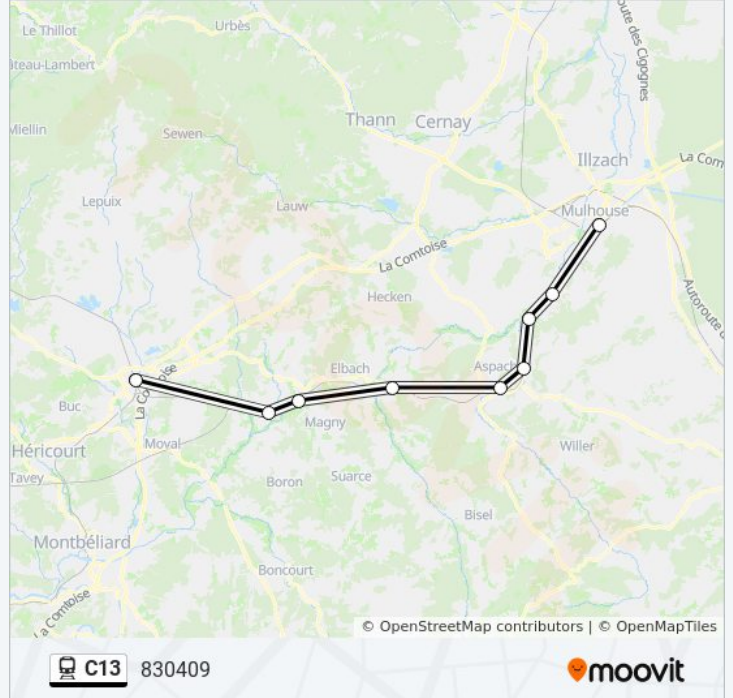 Le Thillot
Urbès
Route des Cigognes
âteau-Lambert
Thann
Cernay
Miellin
Sewen
Illzach
La Com
Lepuix
Lauw
Mulhouse
La Comtoise
Hecken
Autoroute d
Elbach
Aspach
La Comtoise
Buc
Magny
Moval
Héricourt
Willer
Tavey
Boron
Suarce
Bisel
Montbéliard
Boncourt
La Comtoise
© OpenStreetMap contributors | © OpenMapTiles
C13 830409
moovit